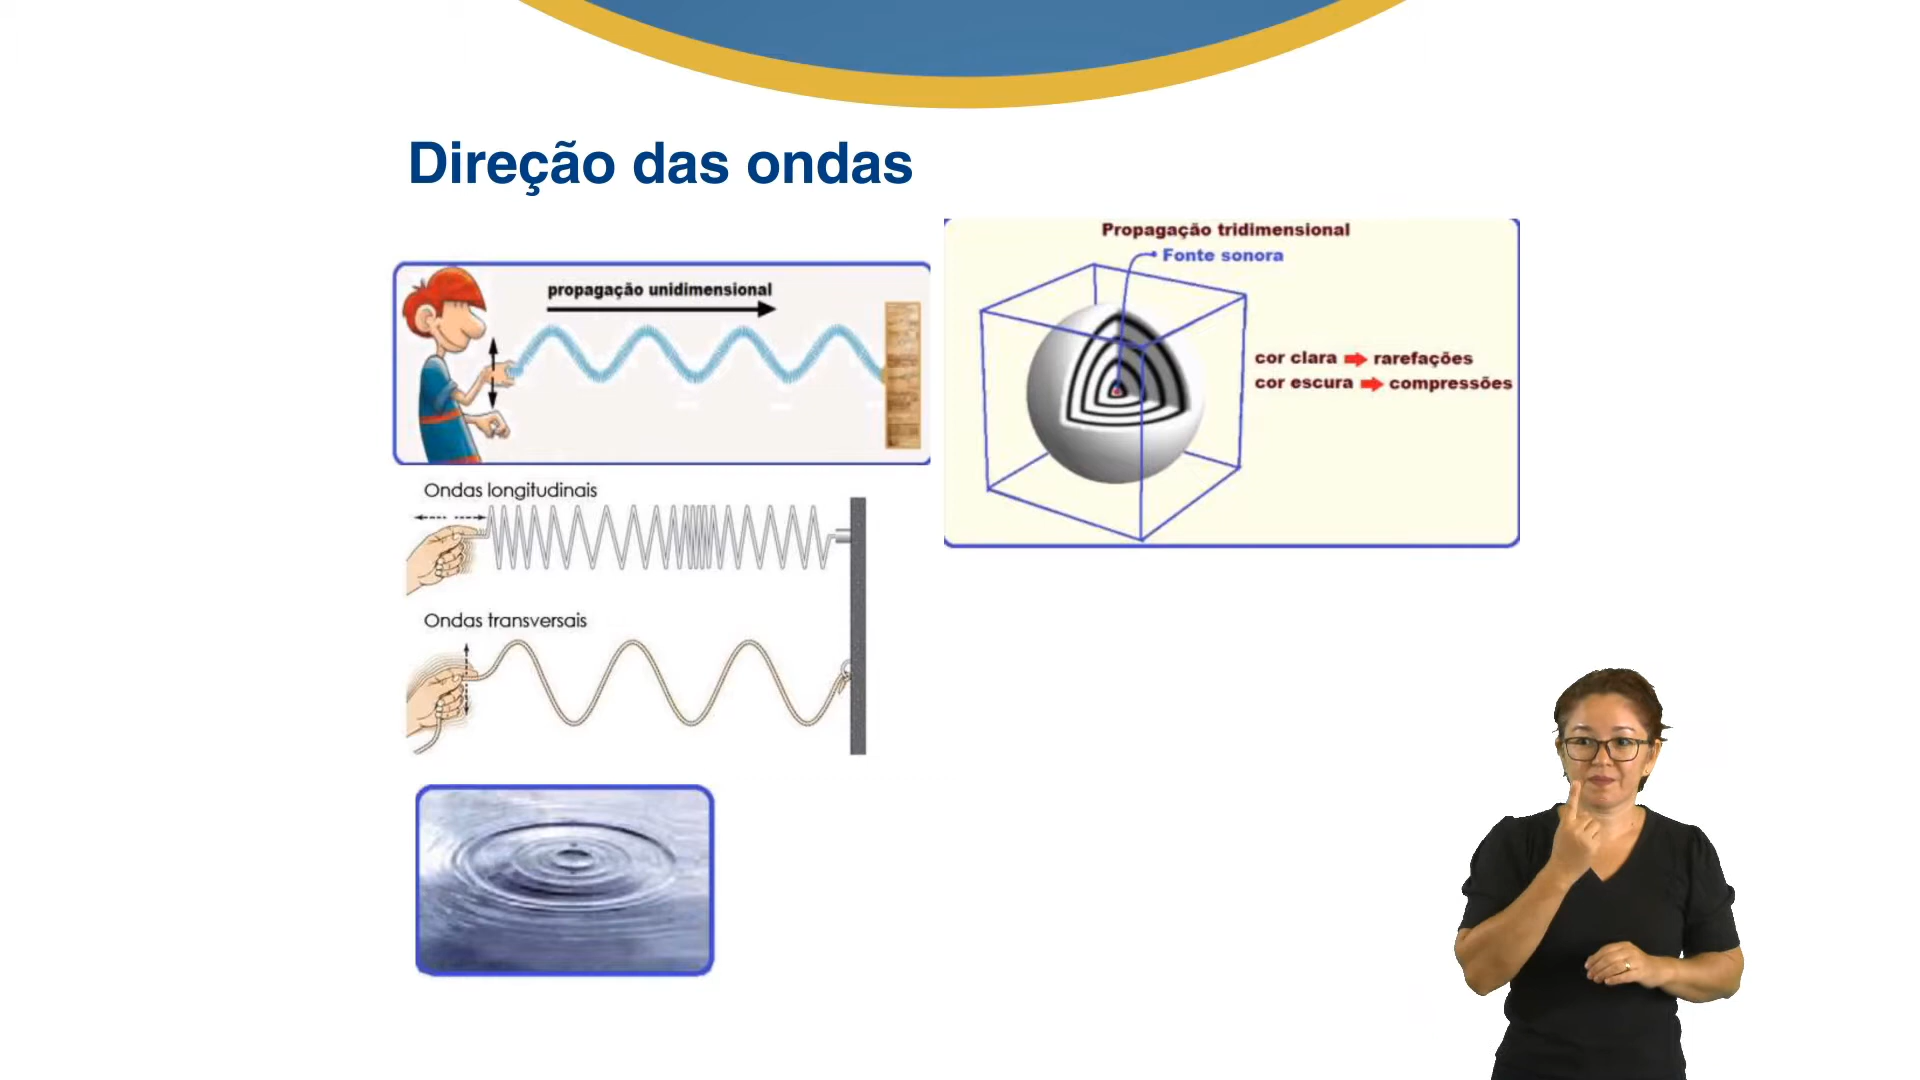 Direção das ondas
propagação unidimensional
Propagação tridimensional
Fonte sonora
cor clara rarefações
cor escura compressões
Ondas longitudinais
Ondas transversais